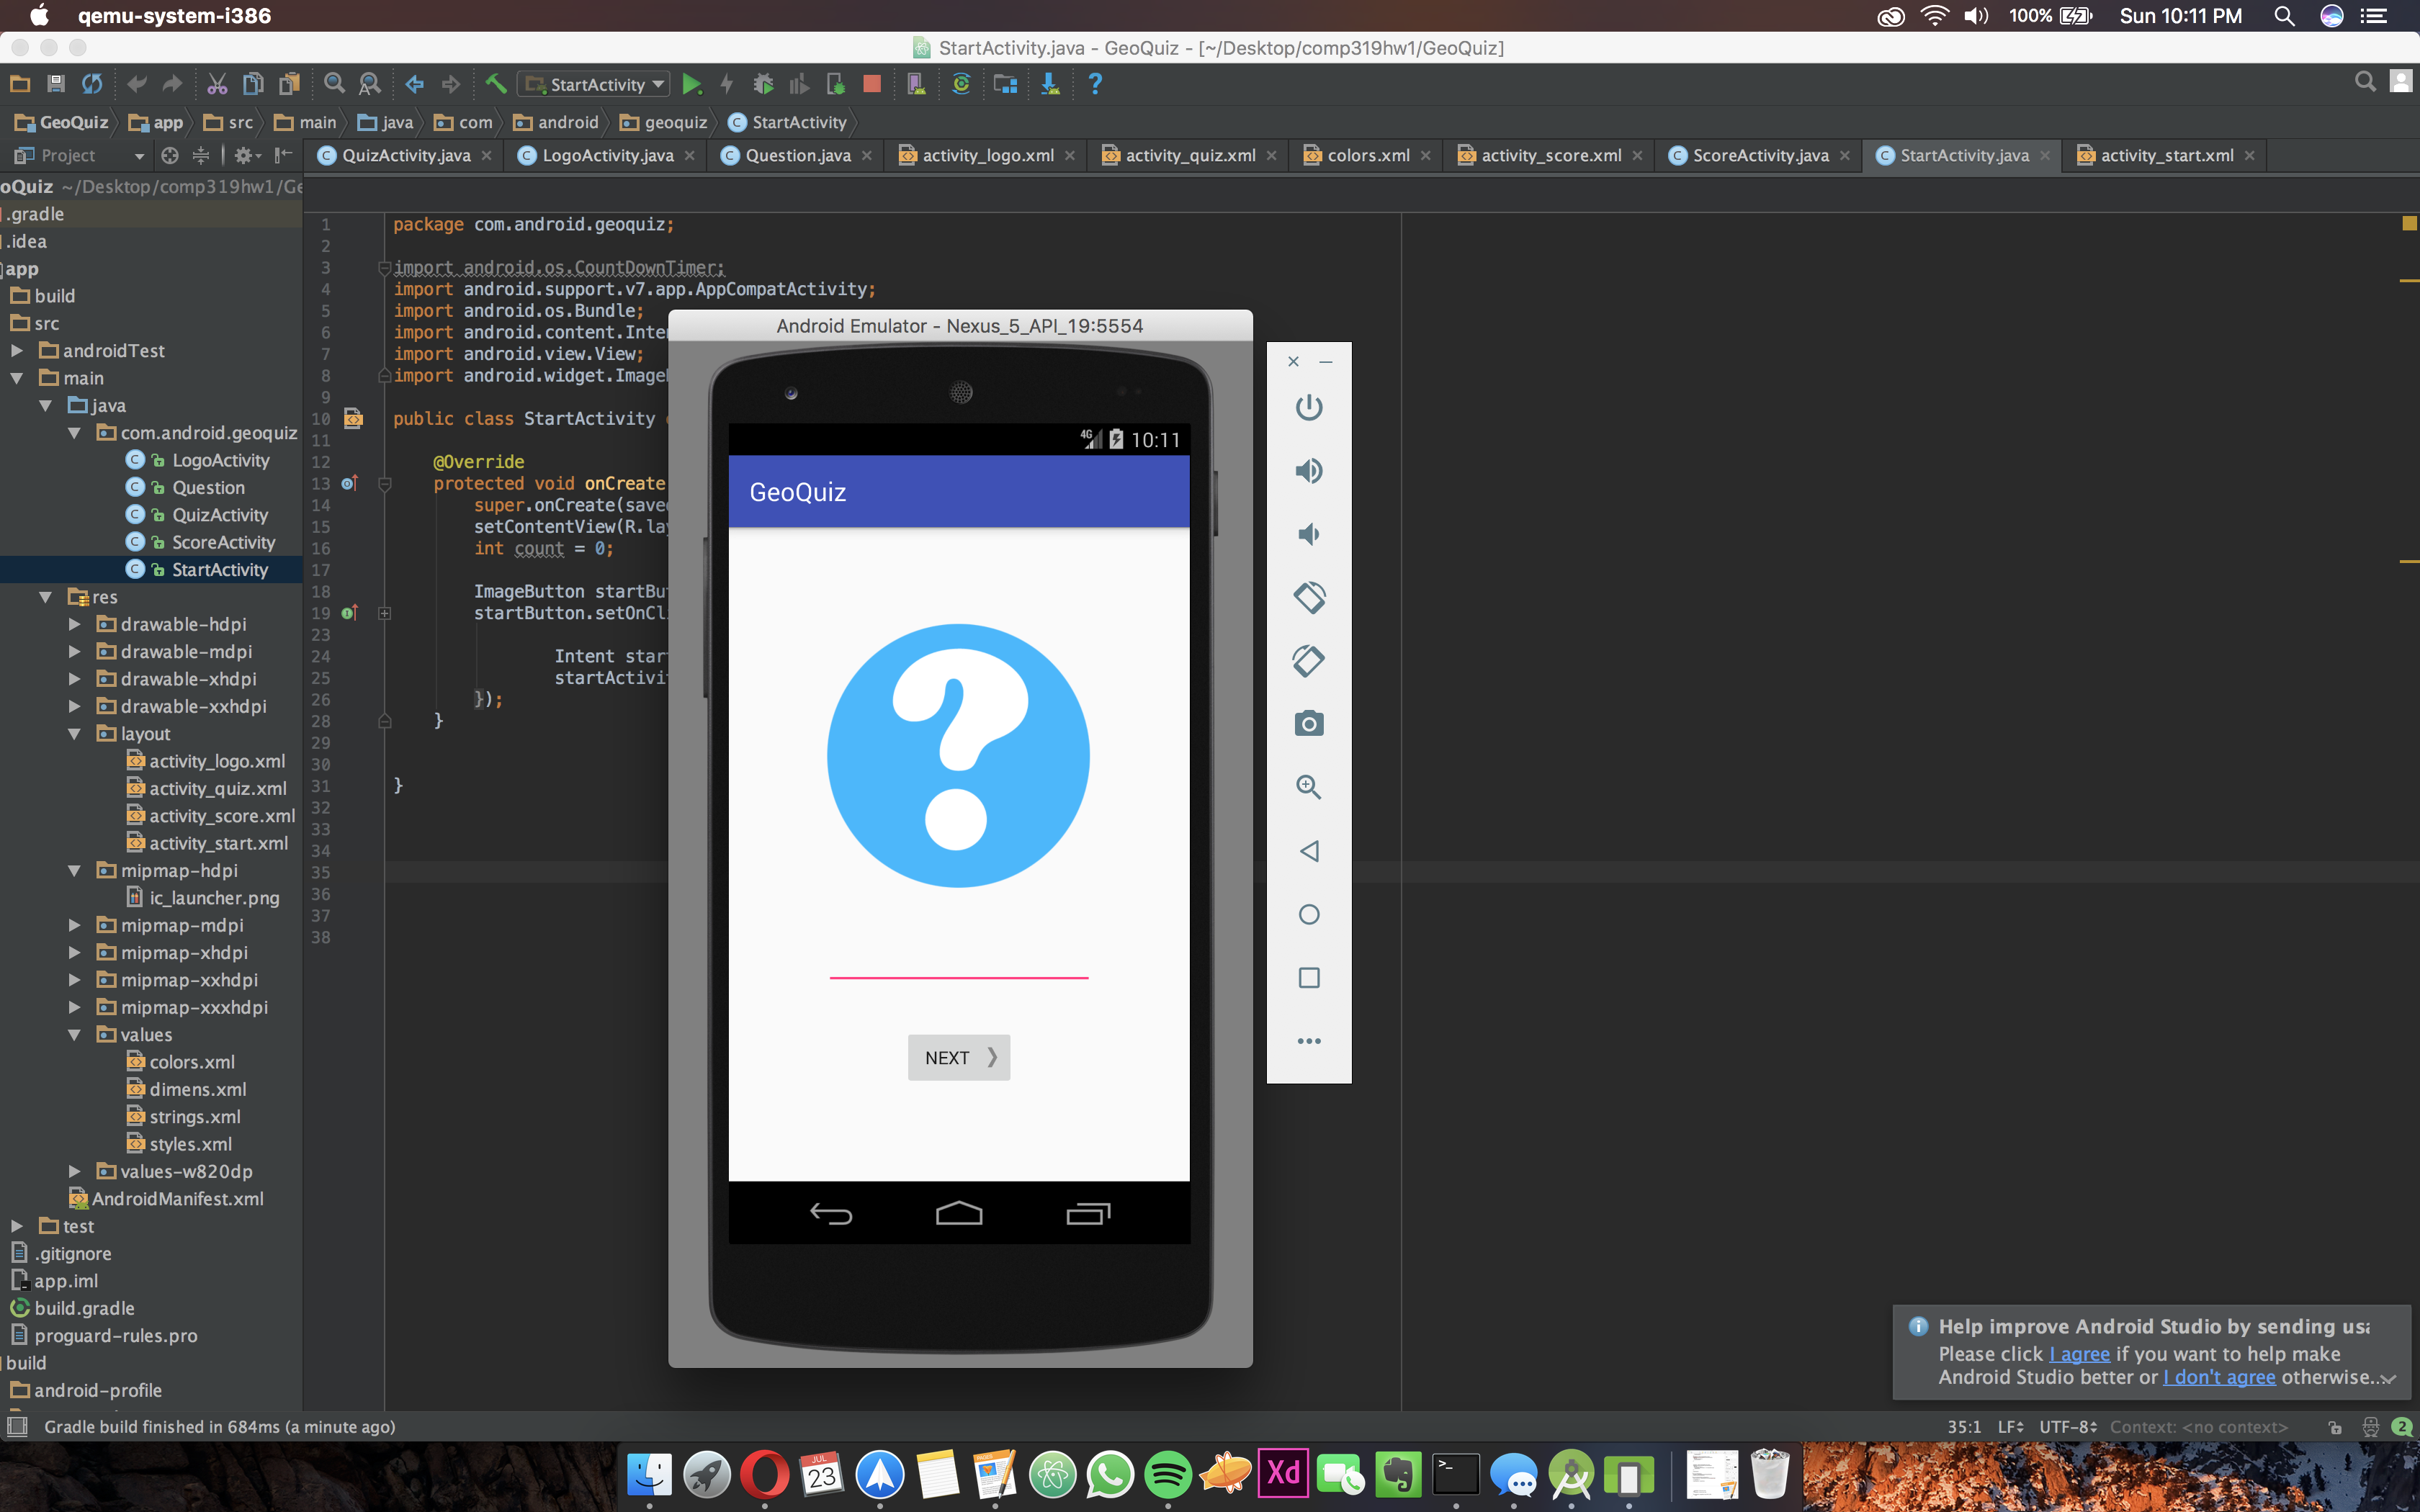 qemu-system-i386
100%
Sun 10:11 PM
StartActivity.java - GeoQuiz - [~/Desktop/comp319hw1/GeoQuiz]
StartActivity
GeoQuiz
app
src
main
java
com
android
geoquiz
StartActivity
Project
QuizActivity.java
LogoActivity.java
Question.java
activity_logo.xml
activity_quiz.xml
colors.xml
activity_score.xml
ScoreActivity.java
StartActivity.java
activity_start.xml
oQuiz ~/Desktop/comp319hw1/Ge
.gradle
.idea
app
build
src
androidTest
main
java
com.android.geoquiz
LogoActivity
Question
QuizActivity
ScoreActivity
StartActivity
res
drawable-hdpi
drawable-mdpi
drawable-xhdpi
drawable-xxhdpi
layout
activity_logo.xml
activity_quiz.xml
activity_score.xml
activity_start.xml
mipmap-hdpi
ic_launcher.png
mipmap-mdpi
mipmap-xhdpi
mipmap-xxhdpi
mipmap-xxxhdpi
values
colors.xml
dimens.xml
strings.xml
styles.xml
values-w820dp
AndroidManifest.xml
test
.gitignore
app.iml
build.gradle
proguard-rules.pro
build
android-profile
1 package com.android.geoquiz;
2
3 import android.os.CountDownTimer;
4 import android.support.v7.app.AppCompatActivity;
5 import android.os.Bundle;
6 import android.content.Inte
7 import android.view.View;
8 import android.widget.Image
9
10 public class StartActivity
11
12 @Override
13 protected void onCreate
14 super.onCreate(save
15 setContentView(R.la
16 int count = 0;
17
18 ImageButton startBu
19 startButton.setOnCl
23
24 Intent star
25 startActivi
26 });
28 }
29
30
31 }
32
33
34
35
36
37
38
Android Emulator - Nexus_5_API_19:5554
4G 10:11
GeoQuiz
?
NEXT ❯
Help improve Android Studio by sending usa
Please click I agree if you want to help make
Android Studio better or I don't agree otherwise...
Gradle build finished in 684ms (a minute ago)
35:1 LF UTF-8 Context: <no context>
2
JUL
23
Xd
>_